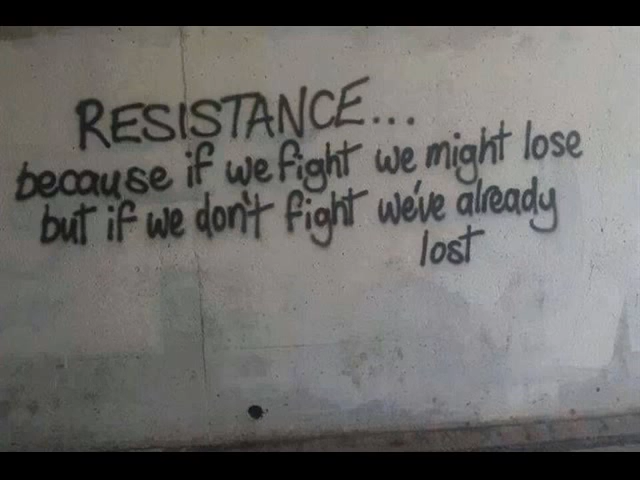 RESISTANCE...
because if we fight we might lose
but if we don't fight we've already
lost